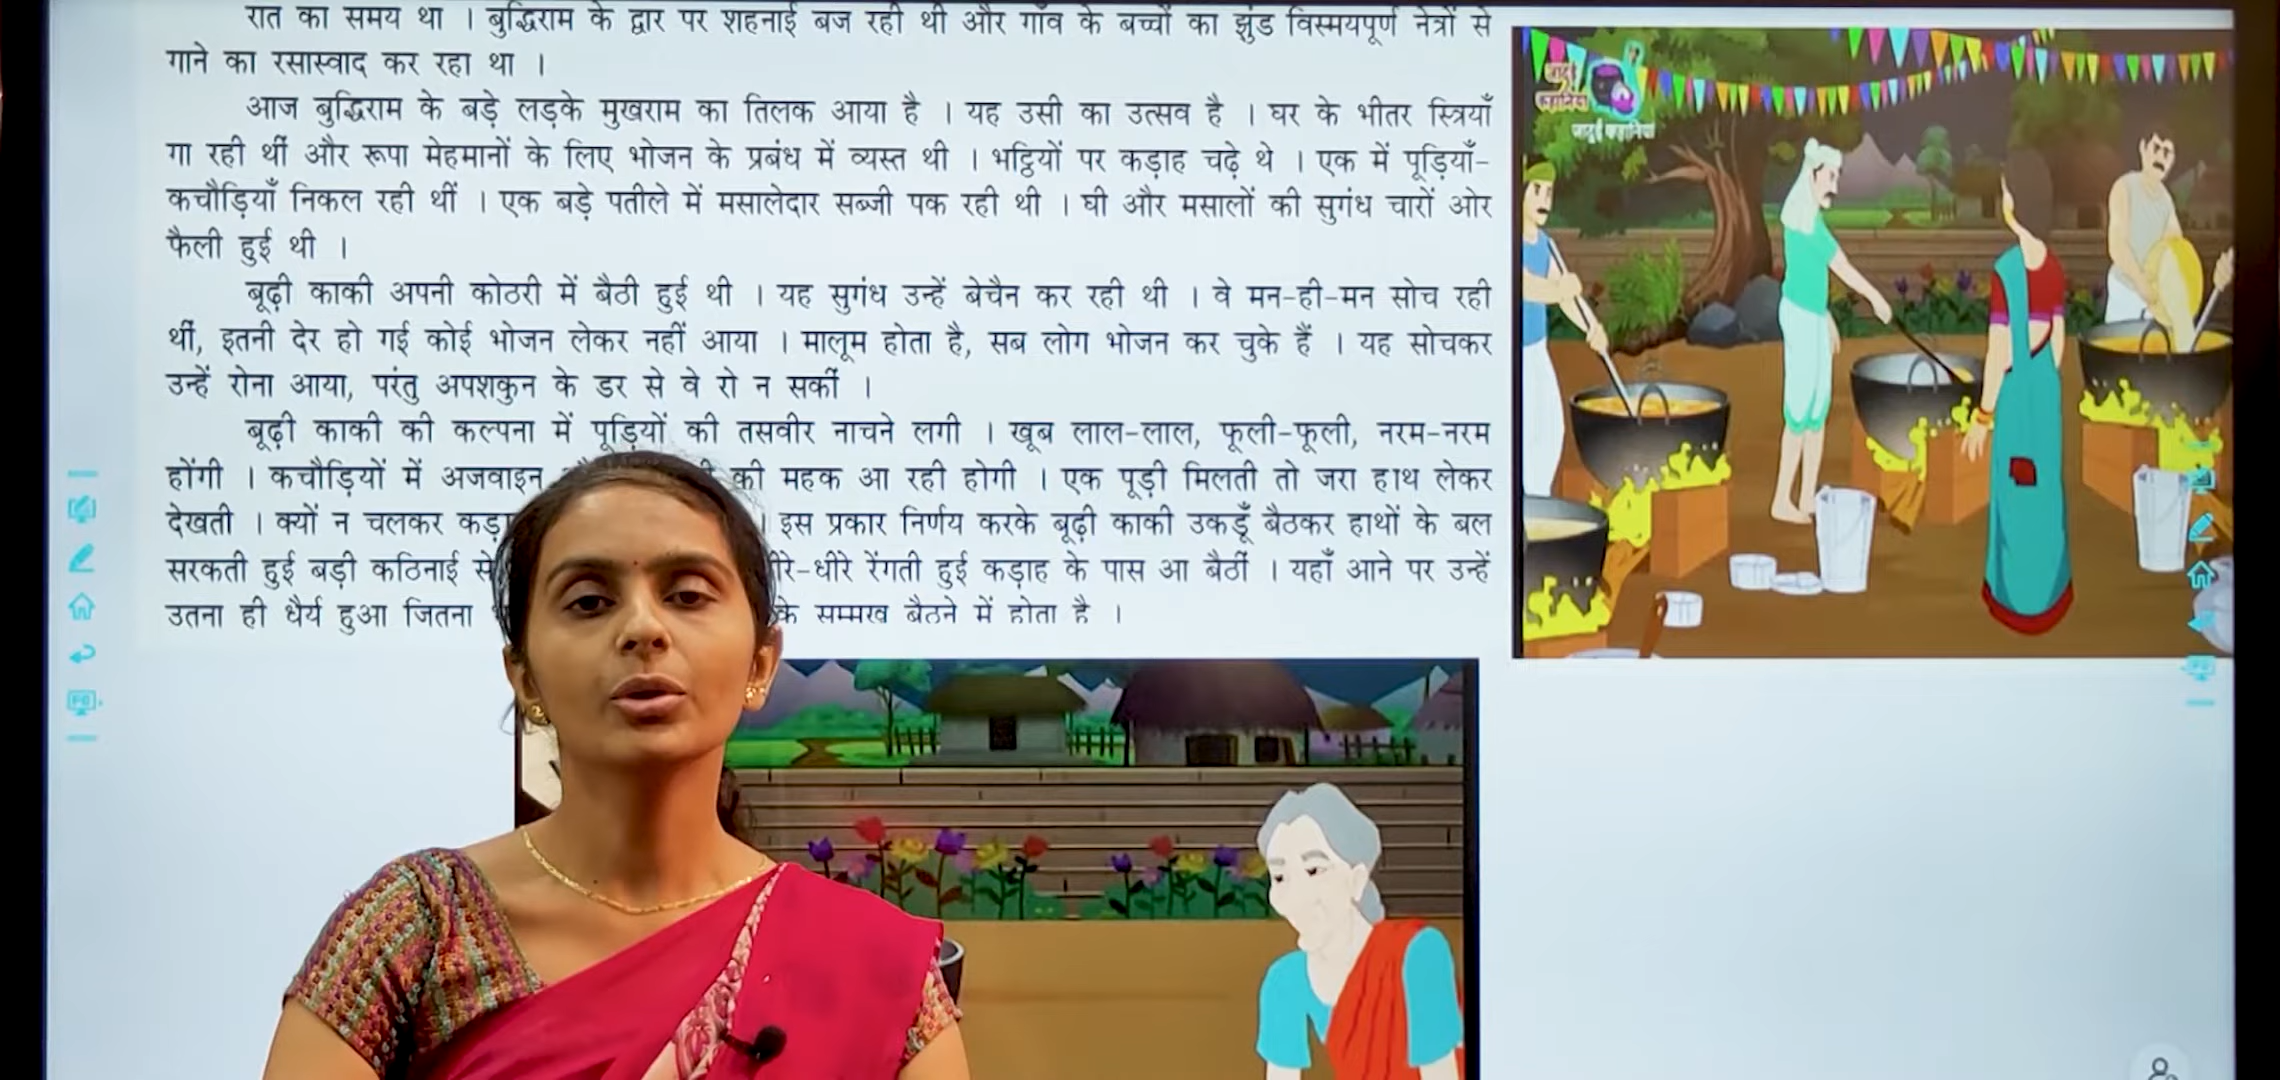 रात का समय था । बुद्धिराम के द्वार पर शहनाई बज रही थी और गाँव के बच्चों का झुंड विस्मयपूर्ण नेत्रों से
गाने का रसास्वाद कर रहा था ।
आज बुद्धिराम के बड़े लड़के मुखराम का तिलक आया है । यह उसी का उत्सव है । घर के भीतर स्त्रियाँ
गा रही थीं और रूपा मेहमानों के लिए भोजन के प्रबंध में व्यस्त थी । भट्ठियों पर कड़ाह चढ़े थे । एक में पूड़ियाँ-
कचौड़ियाँ निकल रही थीं । एक बड़े पतीले में मसालेदार सब्जी पक रही थी । घी और मसालों की सुगंध चारों ओर
फैली हुई थी ।
बूढ़ी काकी अपनी कोठरी में बैठी हुई थी । यह सुगंध उन्हें बेचैन कर रही थी । वे मन-ही-मन सोच रही
थीं, इतनी देर हो गई कोई भोजन लेकर नहीं आया । मालूम होता है, सब लोग भोजन कर चुके हैं । यह सोचकर
उन्हें रोना आया, परंतु अपशकुन के डर से वे रो न सकीं ।
बूढ़ी काकी की कल्पना में पूड़ियों की तसवीर नाचने लगी । खूब लाल-लाल, फूली-फूली, नरम-नरम
होंगी । कचौड़ियों में अजवाइन की महक आ रही होगी । एक पूड़ी मिलती तो जरा हाथ लेकर
देखती । क्यों न चलकर । इस प्रकार निर्णय करके बूढ़ी काकी उकडूँ बैठकर हाथों के बल
सरकती हुई बड़ी कठिनाई से रे-धीरे रेंगती हुई कड़ाह के पास आ बैठीं । यहाँ आने पर उन्हें
उतना ही धैर्य हुआ जितना के सम्मुख बैठने में होता है ।
जादुई
कहानियां
जादुई कहानियां